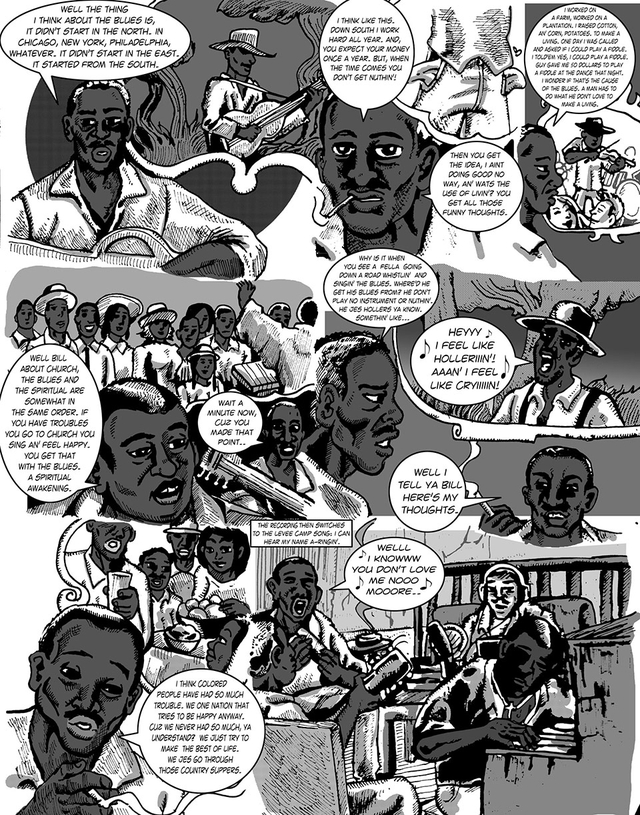 WELL THE THING
I THINK ABOUT THE BLUES IS,
IT DIDN'T START IN THE NORTH. IN
CHICAGO, NEW YORK, PHILADELPHIA,
WHATEVER. IT DIDN'T START IN THE EAST.
IT STARTED FROM THE SOUTH.
I THINK LIKE THIS.
DOWN SOUTH I WORK
HARD ALL YEAR. AND,
YOU EXPECT YOUR MONEY
ONCE A YEAR. BUT, WHEN
THE TIME COMES YOU
DON'T GET NUTHIN'!
THEN YOU GET
THE IDEA, I AINT
DOING GOOD NO
WAY, AN' WATS THE
USE OF LIVIN'? YOU
GET ALL THOSE
FUNNY THOUGHTS.
I WORKED ON
A FARM, WORKED ON A
PLANTATION. I RAISED COTTON,
AN' CORN, POTATOES. TO MAKE A
LIVING. ONE DAY I WAS CALLED
AND ASKED IF I COULD PLAY A FIDDLE.
I TOLD'EM YES, I COULD PLAY A FIDDLE.
GUY GAVE ME 10 DOLLARS TO PLAY
A FIDDLE AT THE DANCE THAT NIGHT.
I WONDER IF THAT'S THE CAUSE
OF THE BLUES. A MAN HAS TO
DO WHAT HE DON'T LOVE TO
MAKE A LIVING.
WHY IS IT WHEN
YOU SEE A FELLA GOING
DOWN A ROAD WHISTLIN' AND
SINGIN' THE BLUES. WHERE'D HE
GET HIS BLUES FROM? HE DON'T
PLAY NO INSTRUMENT OR NUTHIN'.
HE JES HOLLERS YA KNOW.
SOMETHIN' LIKE...
HEYYY
I FEEL LIKE
HOLLERIIIN'!
AAAN' I FEEL
LIKE CRYIIIIIN!
WELL BILL
ABOUT CHURCH,
THE BLUES AND
THE SPIRITUAL ARE
SOMEWHAT IN
THE SAME ORDER. IF
YOU HAVE TROUBLES
YOU GO TO CHURCH YOU
SING AN' FEEL HAPPY.
YOU GET THAT
WITH THE BLUES.
A SPIRITUAL
AWAKENING.
WAIT A
MINUTE NOW,
CUZ YOU
MADE THAT
POINT..
WELL I
TELL YA BILL
HERE'S MY
THOUGHTS..
THE RECORDING THEN SWITCHES
TO THE LEVEE CAMP SONG: I CAN
HEAR MY NAME A-RINGIN'.
WELLL
I KNOWWW
YOU DON'T LOVE
ME NOOO
MOOORE..
I THINK COLORED
PEOPLE HAVE HAD SO MUCH
TROUBLE. WE ONE NATION THAT
TRIES TO BE HAPPY ANYWAY.
CUZ WE NEVER HAD SO MUCH, YA
UNDERSTAND? WE JUST TRY TO
MAKE THE BEST OF LIFE.
WE JES GO THROUGH
THOSE COUNTRY SUPPERS.